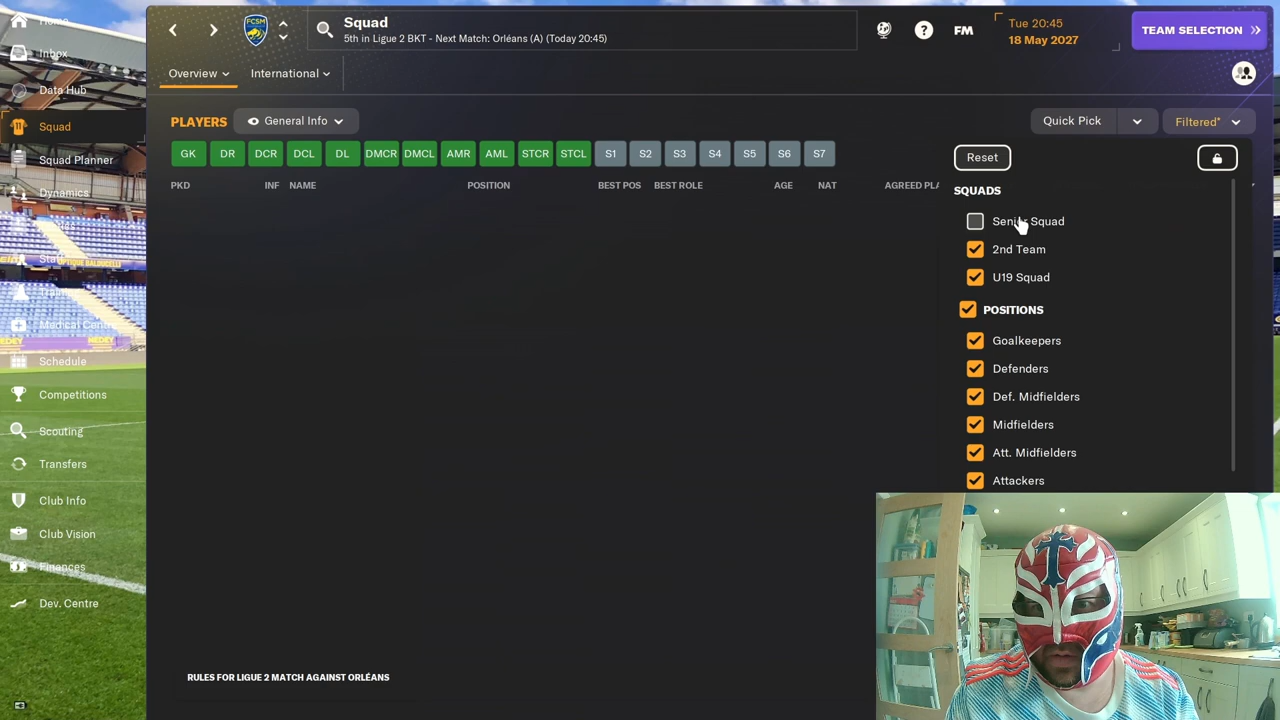 Squad
5th in Ligue 2 BKT - Next Match: Orléans (A) (Today 20:45)
FCSM
?
FM
Tue 20:45
18 May 2027
TEAM SELECTION
Home
Inbox
Data Hub
Squad
Squad Planner
Dynamics
Medical Centre
Schedule
Competitions
Scouting
Transfers
Club Info
Club Vision
Finances
Dev. Centre
Overview
International
PLAYERS
General Info
Quick Pick
Filtered*
GK DR DCR DCL DL DMCR DMCL AMR AML STCR STCL S1 S2 S3 S4 S5 S6 S7
PKD INF NAME POSITION BEST POS BEST ROLE AGE NAT AGREED PLA
Reset
SQUADS
Senior Squad
2nd Team
U19 Squad
POSITIONS
Goalkeepers
Defenders
Def. Midfielders
Midfielders
Att. Midfielders
Attackers
RULES FOR LIGUE 2 MATCH AGAINST ORLÉANS